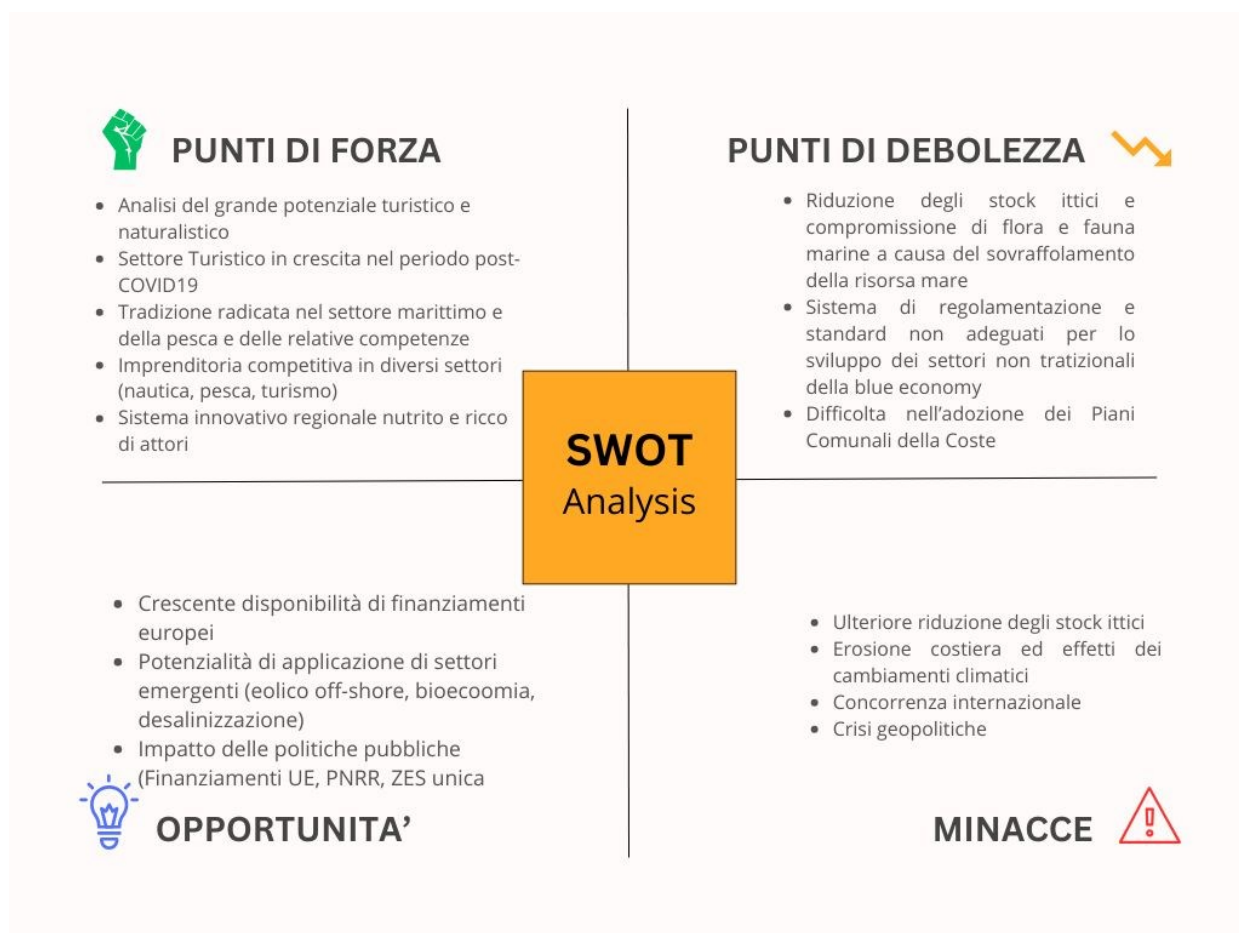 PUNTI DI FORZA
Analisi del grande potenziale turistico e
naturalistico
Settore Turistico in crescita nel periodo post-
COVID19
Tradizione radicata nel settore marittimo e
della pesca e delle relative competenze
Imprenditoria competitiva in diversi settori
(nautica, pesca, turismo)
Sistema innovativo regionale nutrito e ricco
di attori
PUNTI DI DEBOLEZZA
Riduzione degli stock ittici e
compromissione di flora e fauna
marine a causa del sovraffolamento
della risorsa mare
Sistema di regolamentazione e
standard non adeguati per lo
sviluppo dei settori non tratizionali
della blue economy
Difficolta nell'adozione dei Piani
Comunali della Coste
SWOT
Analysis
Crescente disponibilità di finanziamenti
europei
Potenzialità di applicazione di settori
emergenti (eolico off-shore, bioecoomia,
desalinizzazione)
Impatto delle politiche pubbliche
(Finanziamenti UE, PNRR, ZES unica
OPPORTUNITA’
Ulteriore riduzione degli stock ittici
Erosione costiera ed effetti dei
cambiamenti climatici
Concorrenza internazionale
Crisi geopolitiche
MINACCE